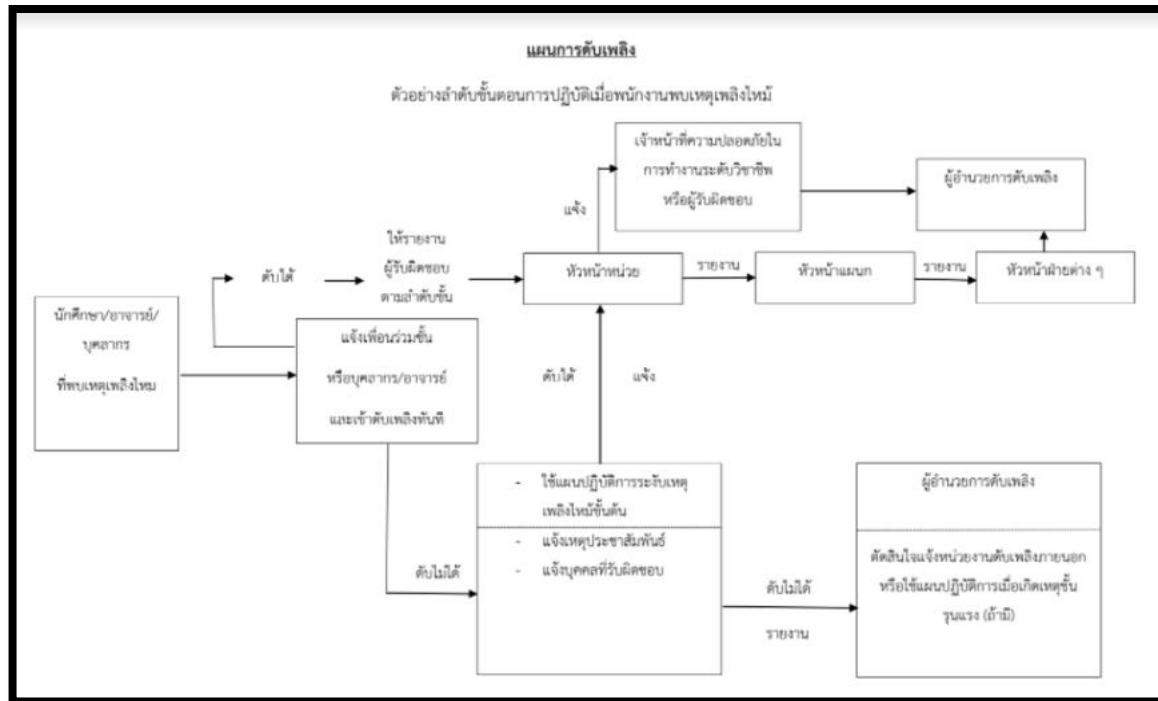 แผนการดับเพลิง
ตัวอย่างลำดับขั้นตอนการปฏิบัติเมื่อพนักงานพบเหตุเพลิงไหม้
เจ้าหน้าที่ความปลอดภัยใน
การทำงานระดับวิชาชีพ
หรือผู้รับผิดชอบ
ผู้อำนวยการดับเพลิง
แจ้ง
ให้รายงาน
ผู้รับผิดชอบ
ตามลำดับชั้น
ดับได้
หัวหน้าหน่วย
รายงาน
หัวหน้าแผนก
รายงาน
หัวหน้าฝ่ายต่าง ๆ
นักศึกษา/อาจารย์/
บุคลากร
ที่พบเหตุเพลิงไหม
แจ้งเพื่อนร่วมชั้น
หรือบุคลากร/อาจารย์
และเข้าดับเพลิงทันที
ดับได้
แจ้ง
ดับไม่ได้
- ใช้แผนปฏิบัติการระงับเหตุ
เพลิงไหม้ขั้นต้น
- แจ้งเหตุประชาสัมพันธ์
- แจ้งบุคคลที่รับผิดชอบ
ดับไม่ได้
รายงาน
ผู้อำนวยการดับเพลิง
ตัดสินใจแจ้งหน่วยงานดับเพลิงภายนอก
หรือใช้แผนปฏิบัติการเมื่อเกิดเหตุขั้น
รุนแรง (ถ้ามี)